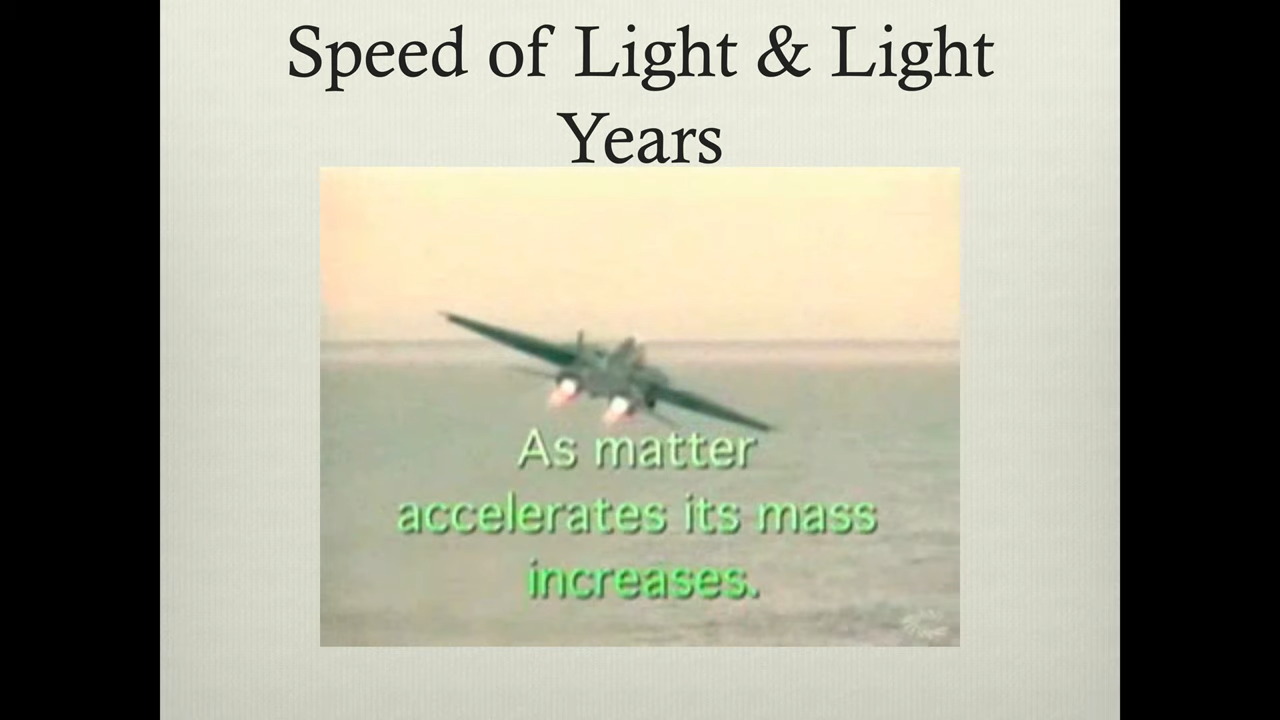 Speed of Light & Light
Years
As matter
accelerates its mass
increases.